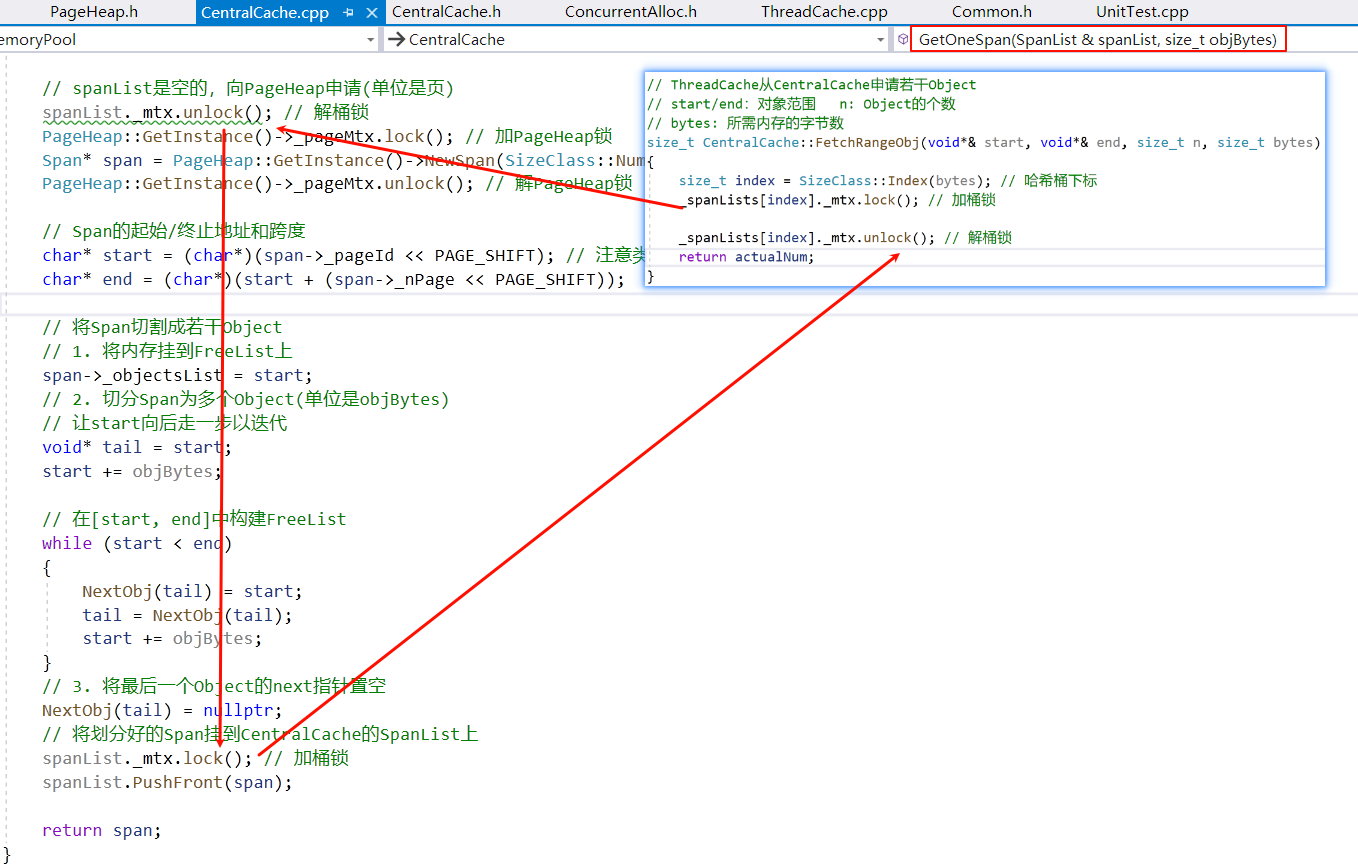 PageHeap.h CentralCache.cpp CentralCache.h ConcurrentAlloc.h ThreadCache.cpp Common.h UnitTest.cpp
emoryPool CentralCache GetOneSpan(SpanList & spanList, size_t objBytes)
// spanList是空的，向PageHeap申请(单位是页)
spanList._mtx.unlock(); // 解桶锁
PageHeap::GetInstance()->_pageMtx.lock(); // 加PageHeap锁
Span* span = PageHeap::GetInstance()->NewSpan(SizeClass::Num
PageHeap::GetInstance()->_pageMtx.unlock(); // 解PageHeap锁
// Span的起始/终止地址和跨度
char* start = (char*)(span->_pageId << PAGE_SHIFT); // 注意类
char* end = (char*)(start + (span->_nPage << PAGE_SHIFT));
// 将Span切割成若干Object
// 1. 将内存挂到FreeList上
span->_objectsList = start;
// 2. 切分Span为多个Object(单位是objBytes)
// 让start向后走一步以迭代
void* tail = start;
start += objBytes;
// 在[start, end]中构建FreeList
while (start < end)
{
NextObj(tail) = start;
tail = NextObj(tail);
start += objBytes;
}
// 3. 将最后一个Object的next指针置空
NextObj(tail) = nullptr;
// 将划分好的Span挂到CentralCache的SpanList上
spanList._mtx.lock(); // 加桶锁
spanList.PushFront(span);
return span;
}
// ThreadCache从CentralCache申请若干Object
// start/end: 对象范围 n: Object的个数
// bytes: 所需内存的字节数
size_t CentralCache::FetchRangeObj(void*& start, void*& end, size_t n, size_t bytes)
{
size_t index = SizeClass::Index(bytes); // 哈希桶下标
_spanLists[index]._mtx.lock(); // 加桶锁
_spanLists[index]._mtx.unlock(); // 解桶锁
return actualNum;
}